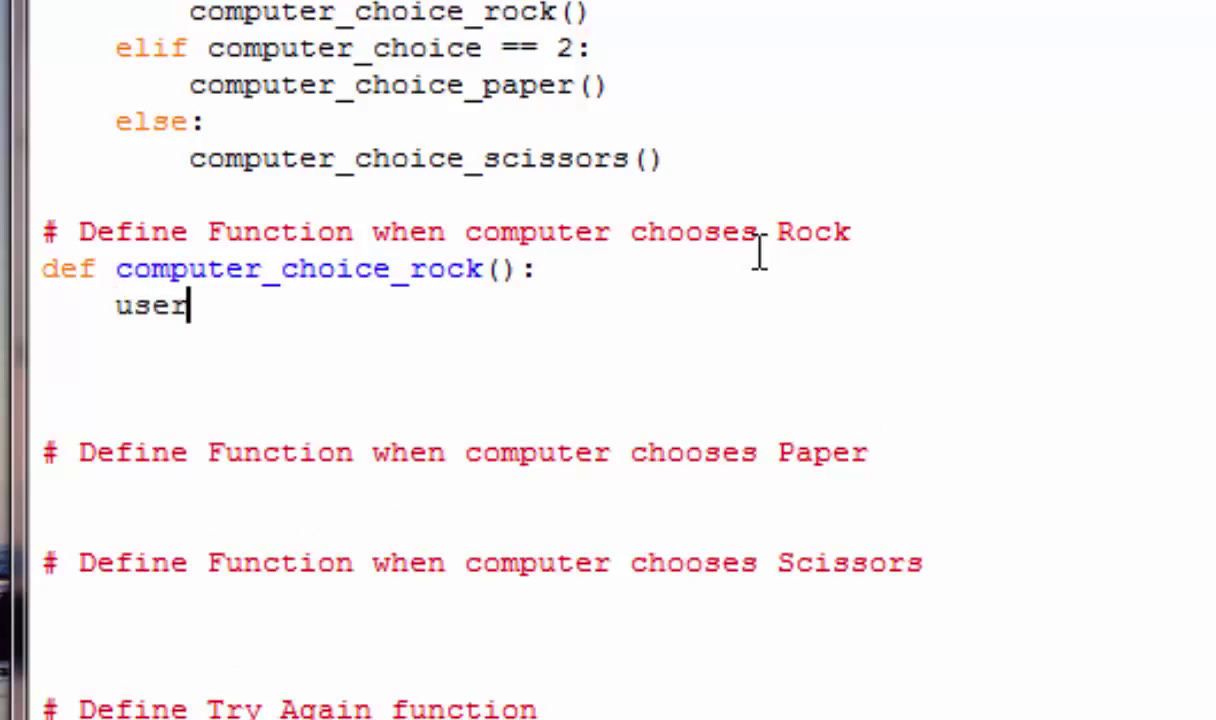 computer_choice_rock()
elif computer_choice == 2:
computer_choice_paper()
else:
computer_choice_scissors()
# Define Function when computer chooses Rock
def computer_choice_rock():
user
# Define Function when computer chooses Paper
# Define Function when computer chooses Scissors
# Define Try Again function